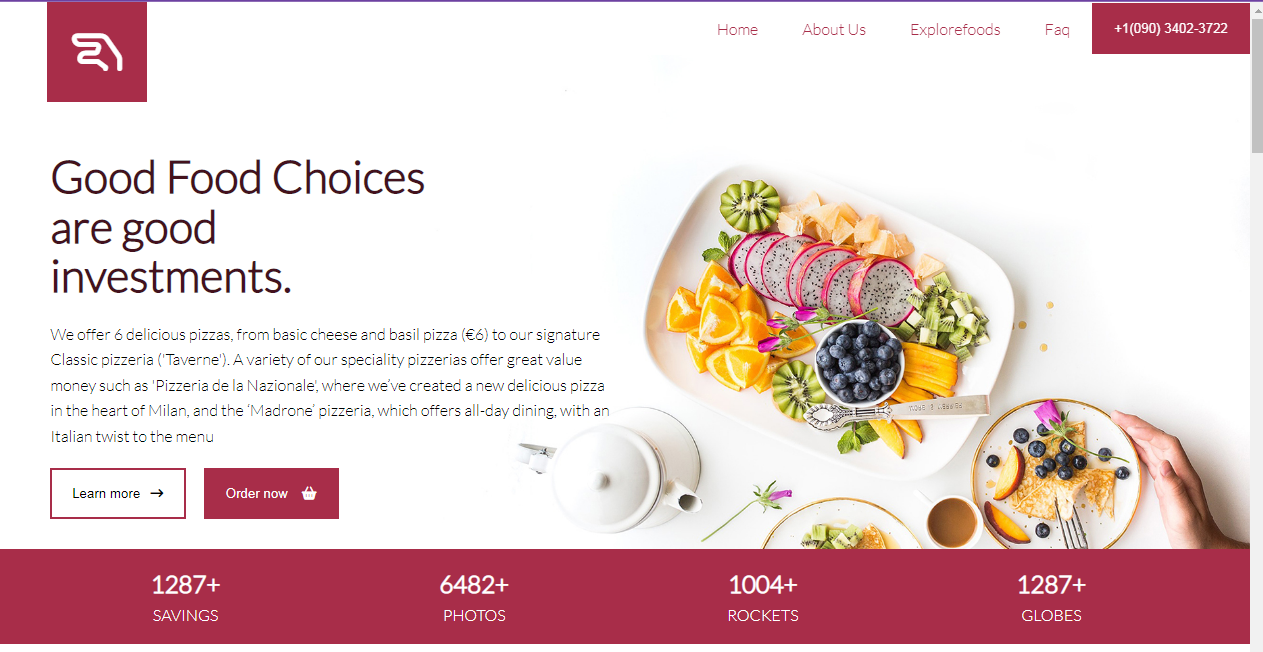 Home
About Us
Explorefoods
Faq
+1(090) 3402-3722
Good Food Choices
are good
investments.
We offer 6 delicious pizzas, from basic cheese and basil pizza (€6) to our signature
Classic pizzeria ('Taverne'). A variety of our speciality pizzerias offer great value
money such as 'Pizzeria de la Nazionale', where we’ve created a new delicious pizza
in the heart of Milan, and the ‘Madrone’ pizzeria, which offers all-day dining, with an
Italian twist to the menu
Learn more →
Order now
1287+
SAVINGS
6482+
PHOTOS
1004+
ROCKETS
1287+
GLOBES